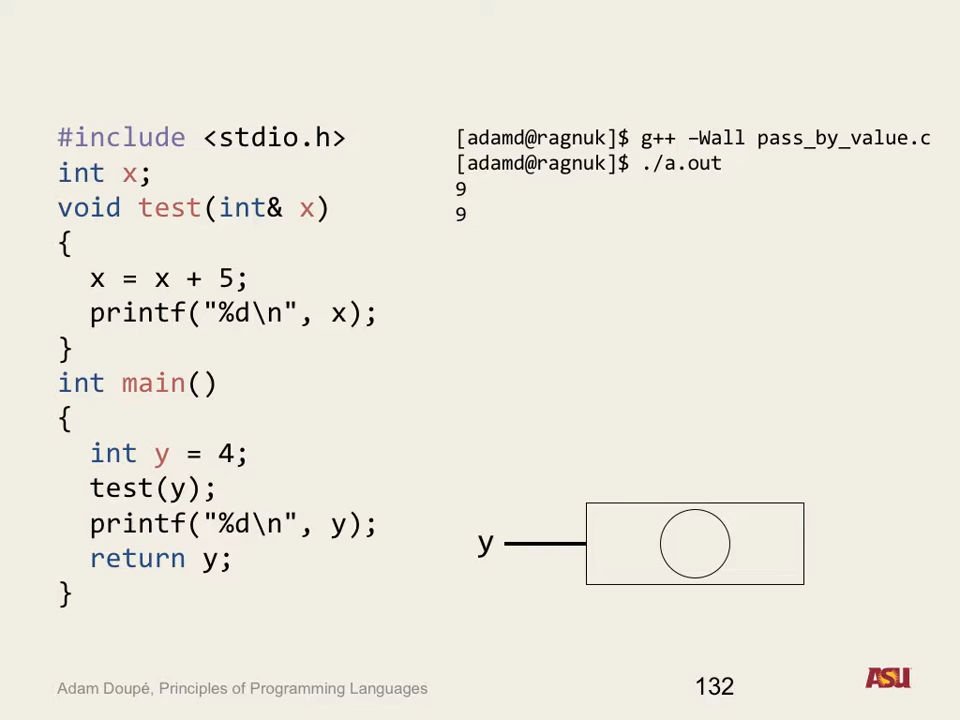 #include <stdio.h>
int x;
void test(int& x)
{
  x = x + 5;
  printf("%d\n", x);
}
int main()
{
  int y = 4;
  test(y);
  printf("%d\n", y);
  return y;
}
[adamd@ragnuk]$ g++ –Wall pass_by_value.c
[adamd@ragnuk]$ ./a.out
9
9
y
Adam Doupé, Principles of Programming Languages
132
ASU